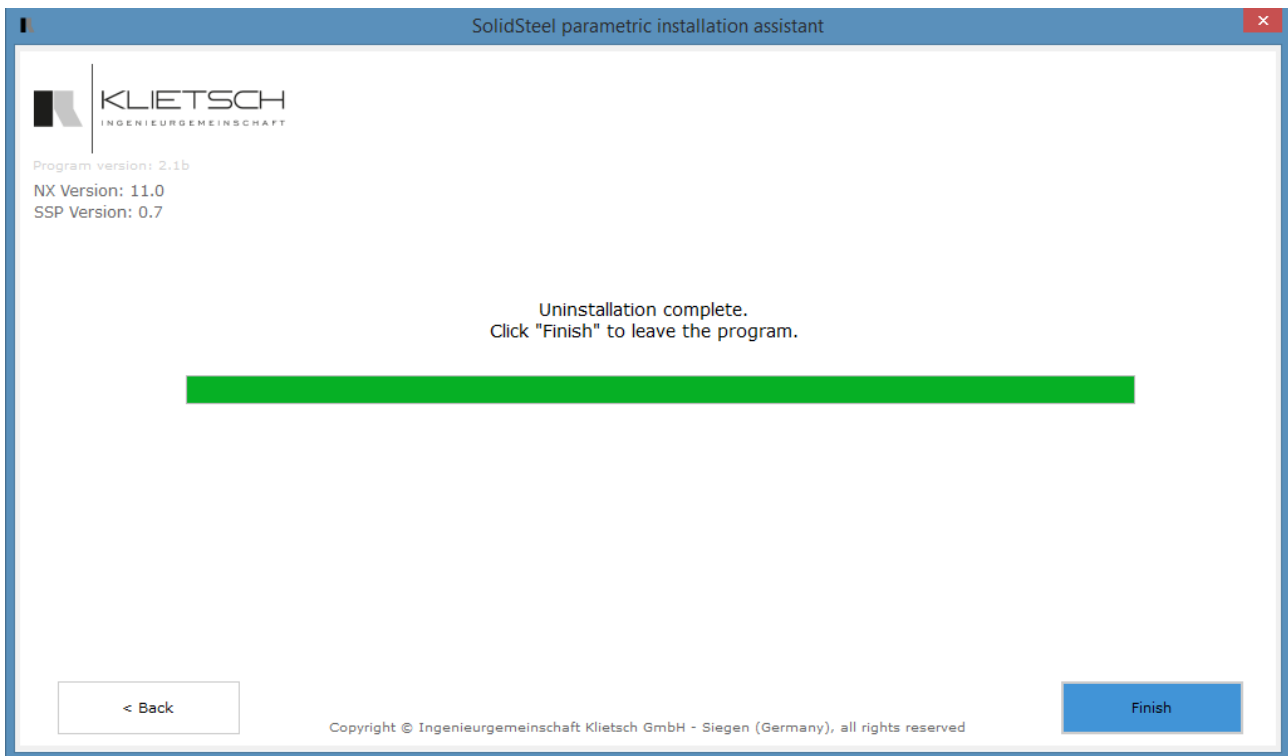 SolidSteel parametric installation assistant
KLIETSCH
INGENIEURGEMEINSCHAFT
Program version: 2.1b
NX Version: 11.0
SSP Version: 0.7
Uninstallation complete.
Click "Finish" to leave the program.
< Back
Finish
Copyright © Ingenieurgemeinschaft Klietsch GmbH - Siegen (Germany), all rights reserved